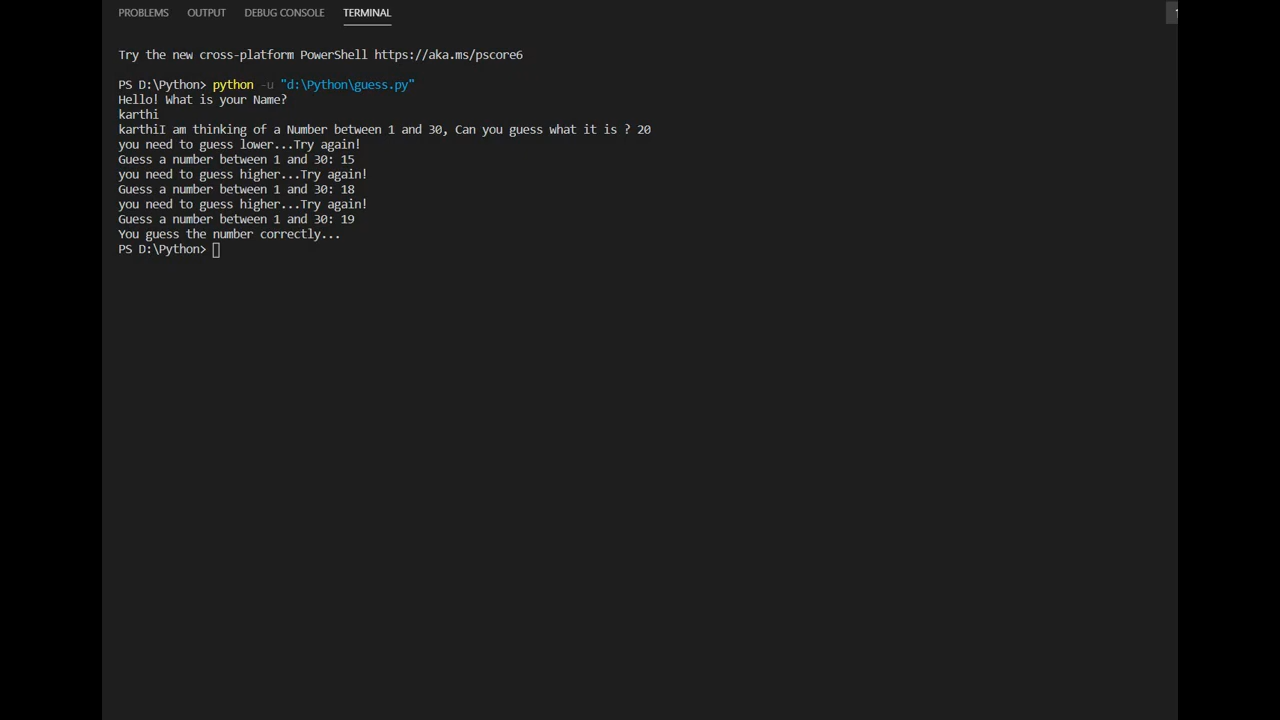 PROBLEMS OUTPUT DEBUG CONSOLE TERMINAL
Try the new cross-platform PowerShell https://aka.ms/pscore6
PS D:\Python> python -u "d:\Python\guess.py"
Hello! What is your Name?
karthi
karthiI am thinking of a Number between 1 and 30, Can you guess what it is ? 20
you need to guess lower...Try again!
Guess a number between 1 and 30: 15
you need to guess higher...Try again!
Guess a number between 1 and 30: 18
you need to guess higher...Try again!
Guess a number between 1 and 30: 19
You guess the number correctly...
PS D:\Python>